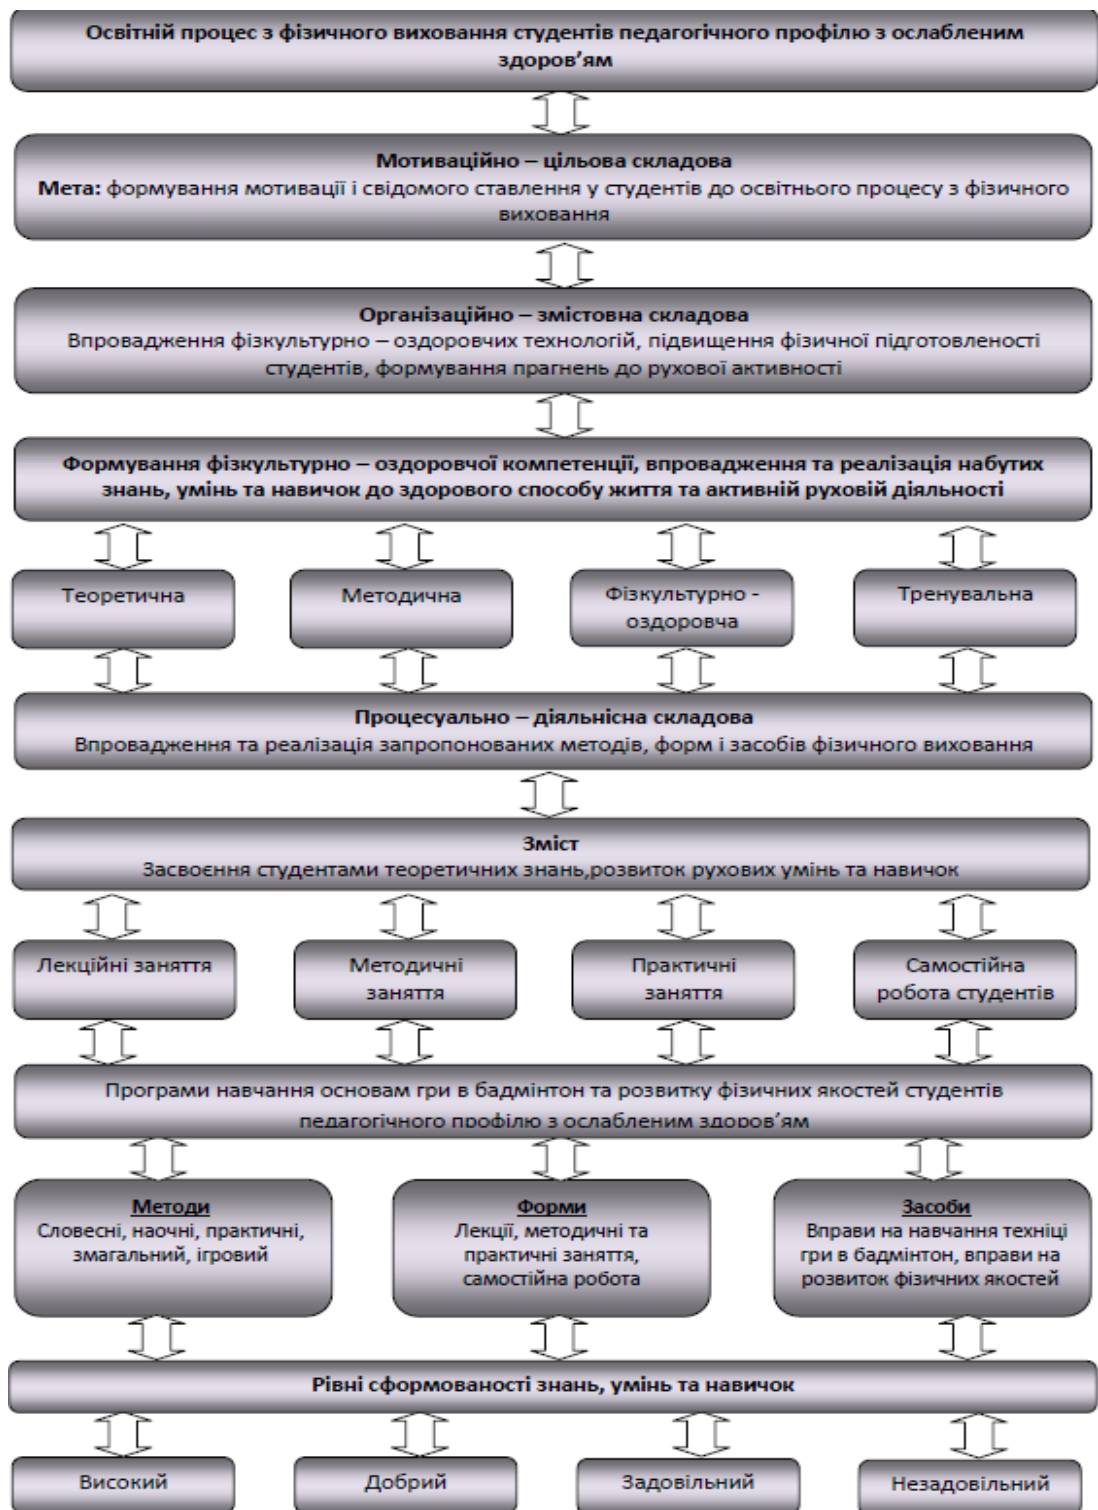 Освітній процес з фізичного виховання студентів педагогічного профілю з ослабленим
здоров’ям
Мотиваційно – цільова складова
Мета: формування мотивації і свідомого ставлення у студентів до освітнього процесу з фізичного
виховання
Організаційно – змістовна складова
Впровадження фізкультурно – оздоровчих технологій, підвищення фізичної підготовленості
студентів, формування прагнень до рухової активності
Формування фізкультурно – оздоровчої компетенції, впровадження та реалізація набутих
знань, умінь та навичок до здорового способу життя та активній руховій діяльності
Теоретична
Методична
Фізкультурно -
оздоровча
Тренувальна
Процесуально – діяльнісна складова
Впровадження та реалізація запропонованих методів, форм і засобів фізичного виховання
Зміст
Засвоєння студентами теоретичних знань,розвиток рухових умінь та навичок
Лекційні заняття
Методичні
заняття
Практичні
заняття
Самостійна
робота студентів
Програми навчання основам гри в бадмінтон та розвитку фізичних якостей студентів
педагогічного профілю з ослабленим здоров’ям
Методи
Словесні, наочні, практичні,
змагальний, ігровий
Форми
Лекції, методичні та
практичні заняття,
самостійна робота
Засоби
Вправи на навчання техніці
гри в бадмінтон, вправи на
розвиток фізичних якостей
Рівні сформованості знань, умінь та навичок
Високий
Добрий
Задовільний
Незадовільний